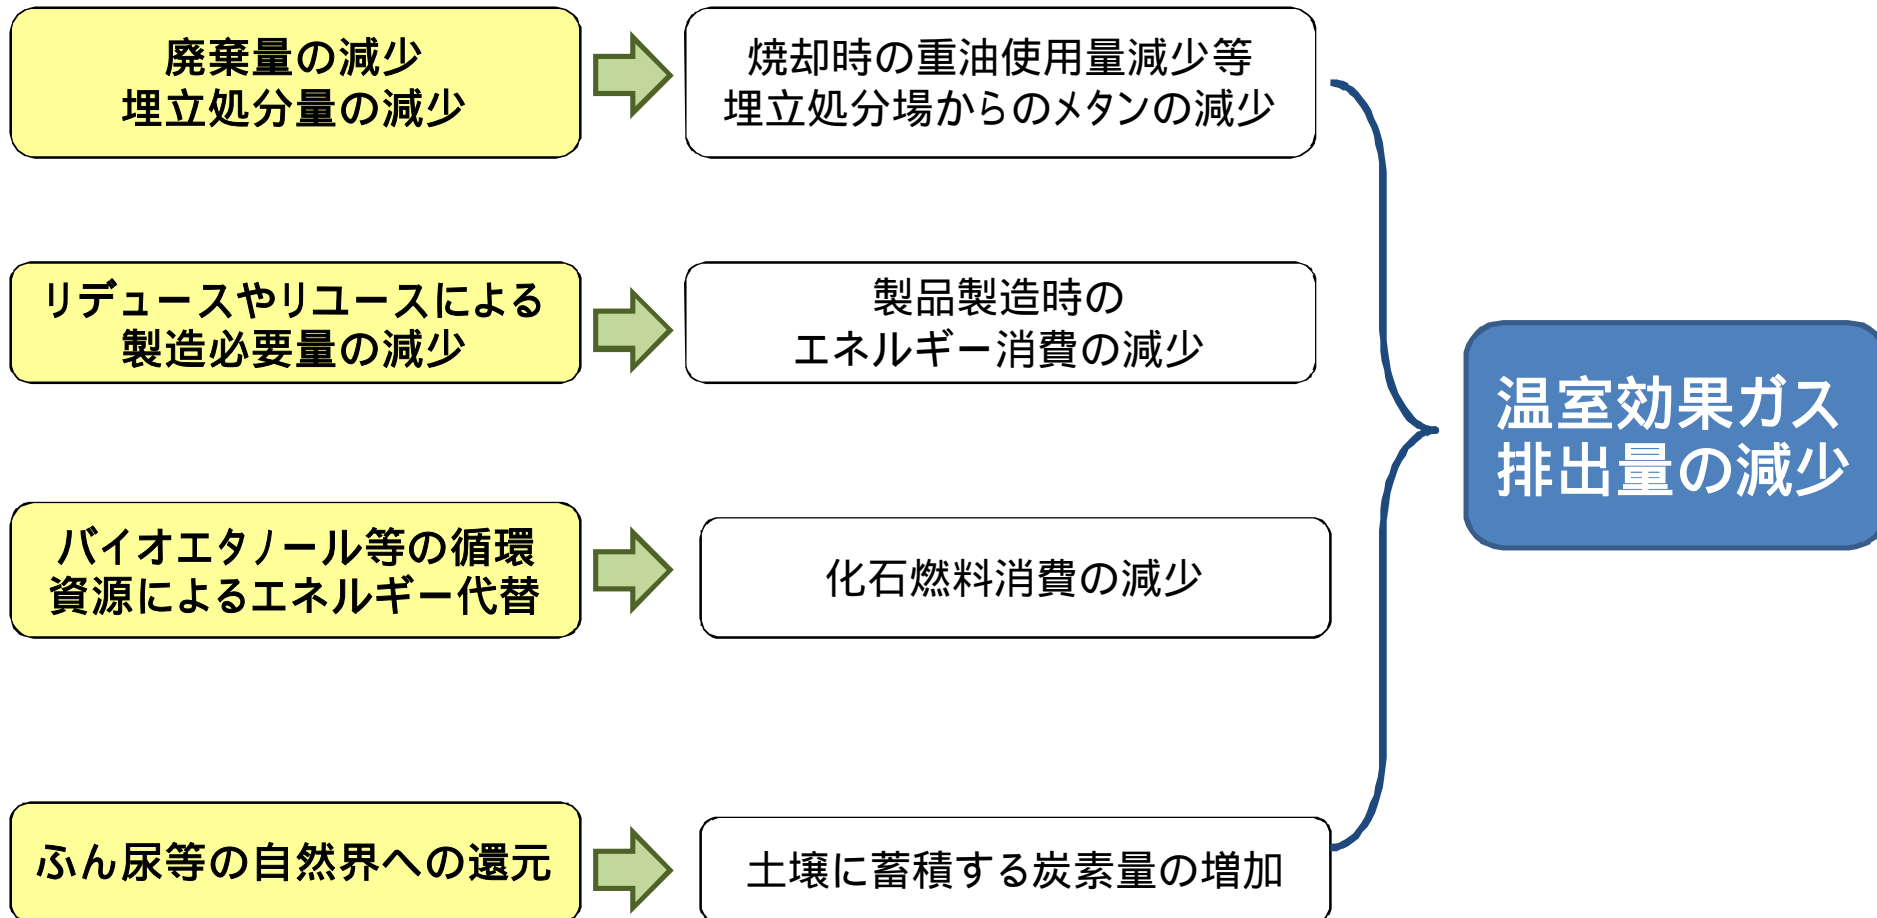 廃棄量の減少
埋立処分量の減少
焼却時の重油使用量減少等
埋立処分場からのメタンの減少
リデュースやリユースによる
製造必要量の減少
製品製造時の
エネルギー消費の減少
バイオエタノール等の循環
資源によるエネルギー代替
化石燃料消費の減少
ふん尿等の自然界への還元
土壌に蓄積する炭素量の増加
温室効果ガス
排出量の減少